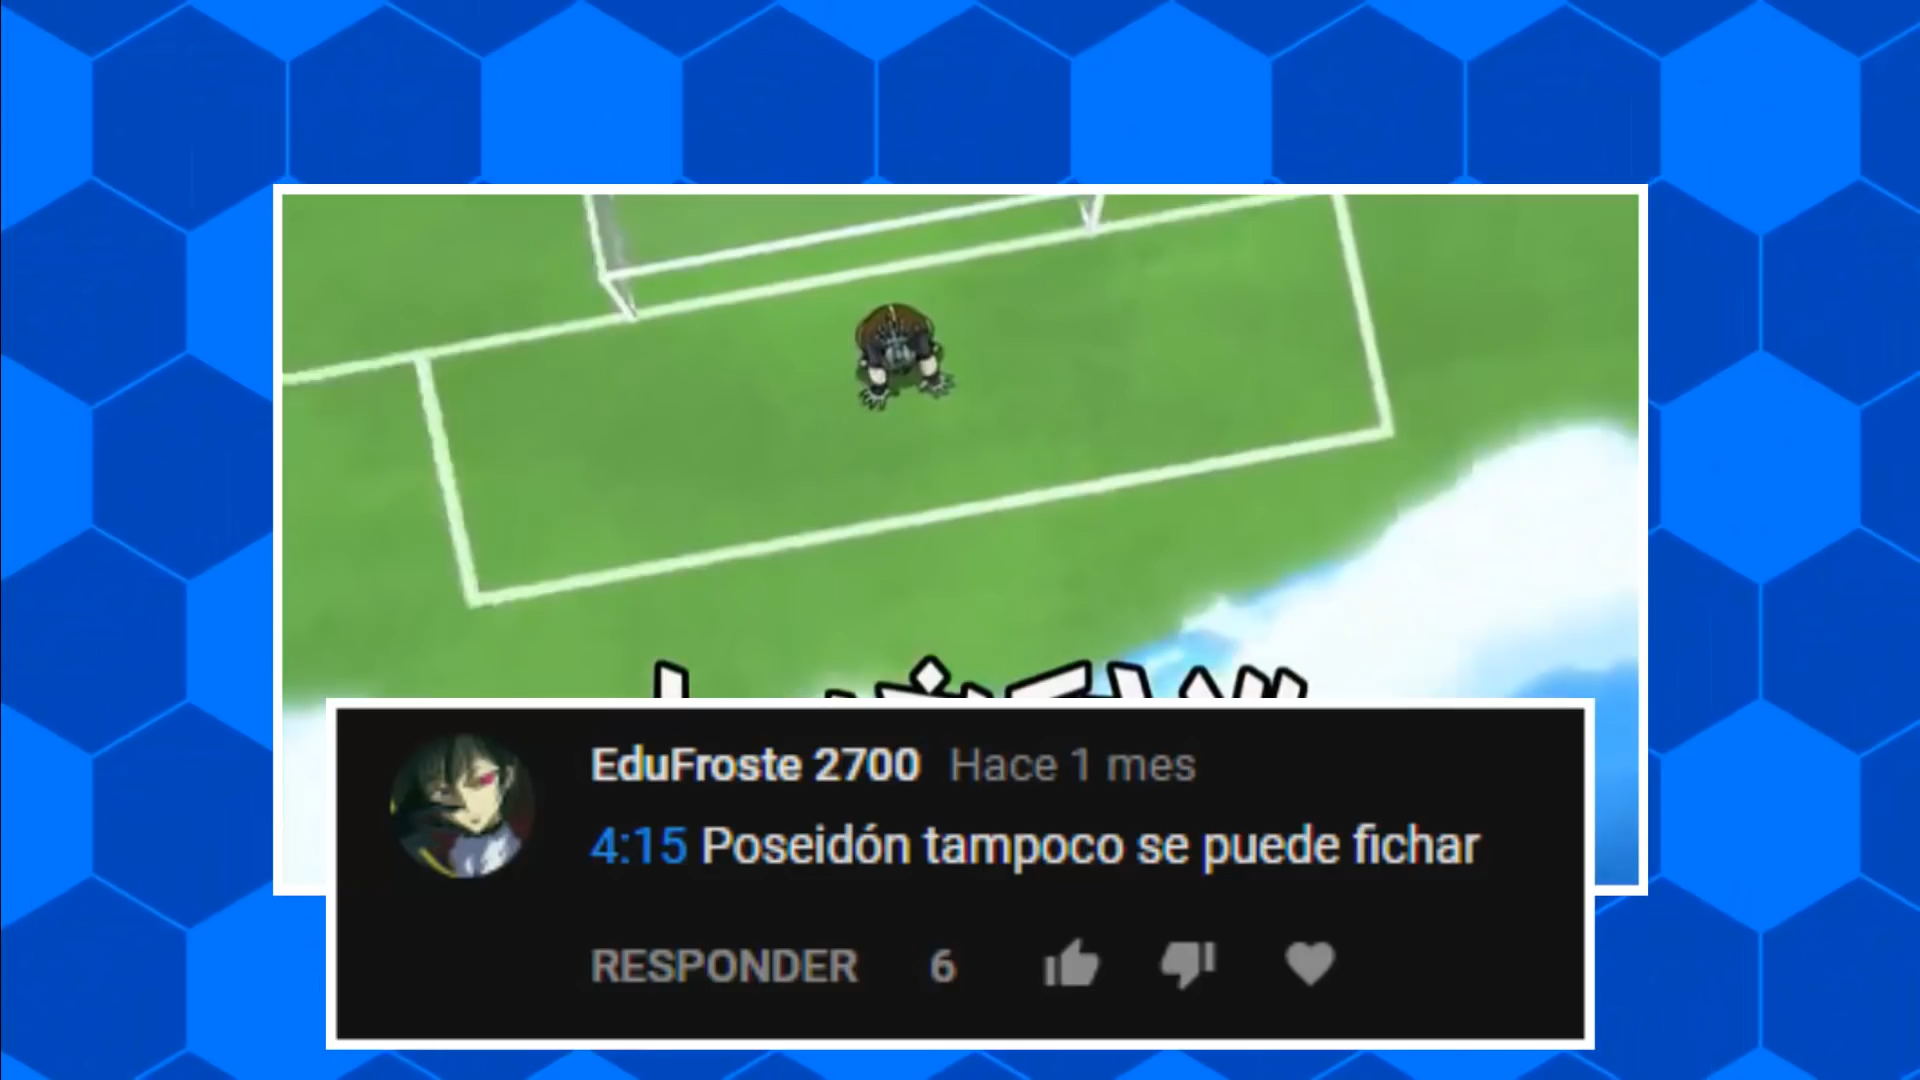 EduFroste 2700 Hace 1 mes
4:15 Poseidón tampoco se puede fichar
RESPONDER 6